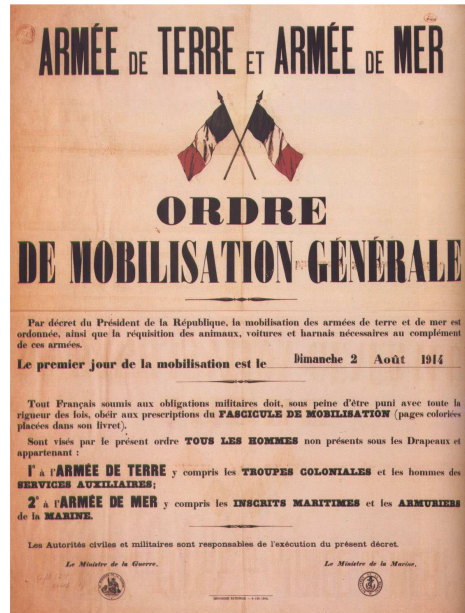 ARMÉE DE TERRE ET ARMÉE DE MER
ORDRE
DE MOBILISATION GÉNÉRALE
Par décret du Président de la République, la mobilisation des armées de terre et de mer est
ordonnée, ainsi que la réquisition des animaux, voitures et harnais nécessaires au complément
de ces armées.
Le premier jour de la mobilisation est le Dimanche 2 Août 1914
Tout Français soumis aux obligations militaires doit, sous peine d'être puni avec toute la
rigueur des lois, obéir aux prescriptions du FASCICULE DE MOBILISATION (pages coloriées
placées dans son livret).
Sont visés par le présent ordre TOUS LES HOMMES non présents sous les Drapeaux et
appartenant :
1° à l'ARMÉE DE TERRE y compris les TROUPES COLONIALES et les hommes des
SERVICES AUXILIAIRES;
2° à l'ARMÉE DE MER y compris les INSCRITS MARITIMES et les ARMURIERS
de la MARINE.
Les Autorités civiles et militaires sont responsables de l'exécution du présent décret.
Le Ministre de la Guerre, Le Ministre de la Marine,